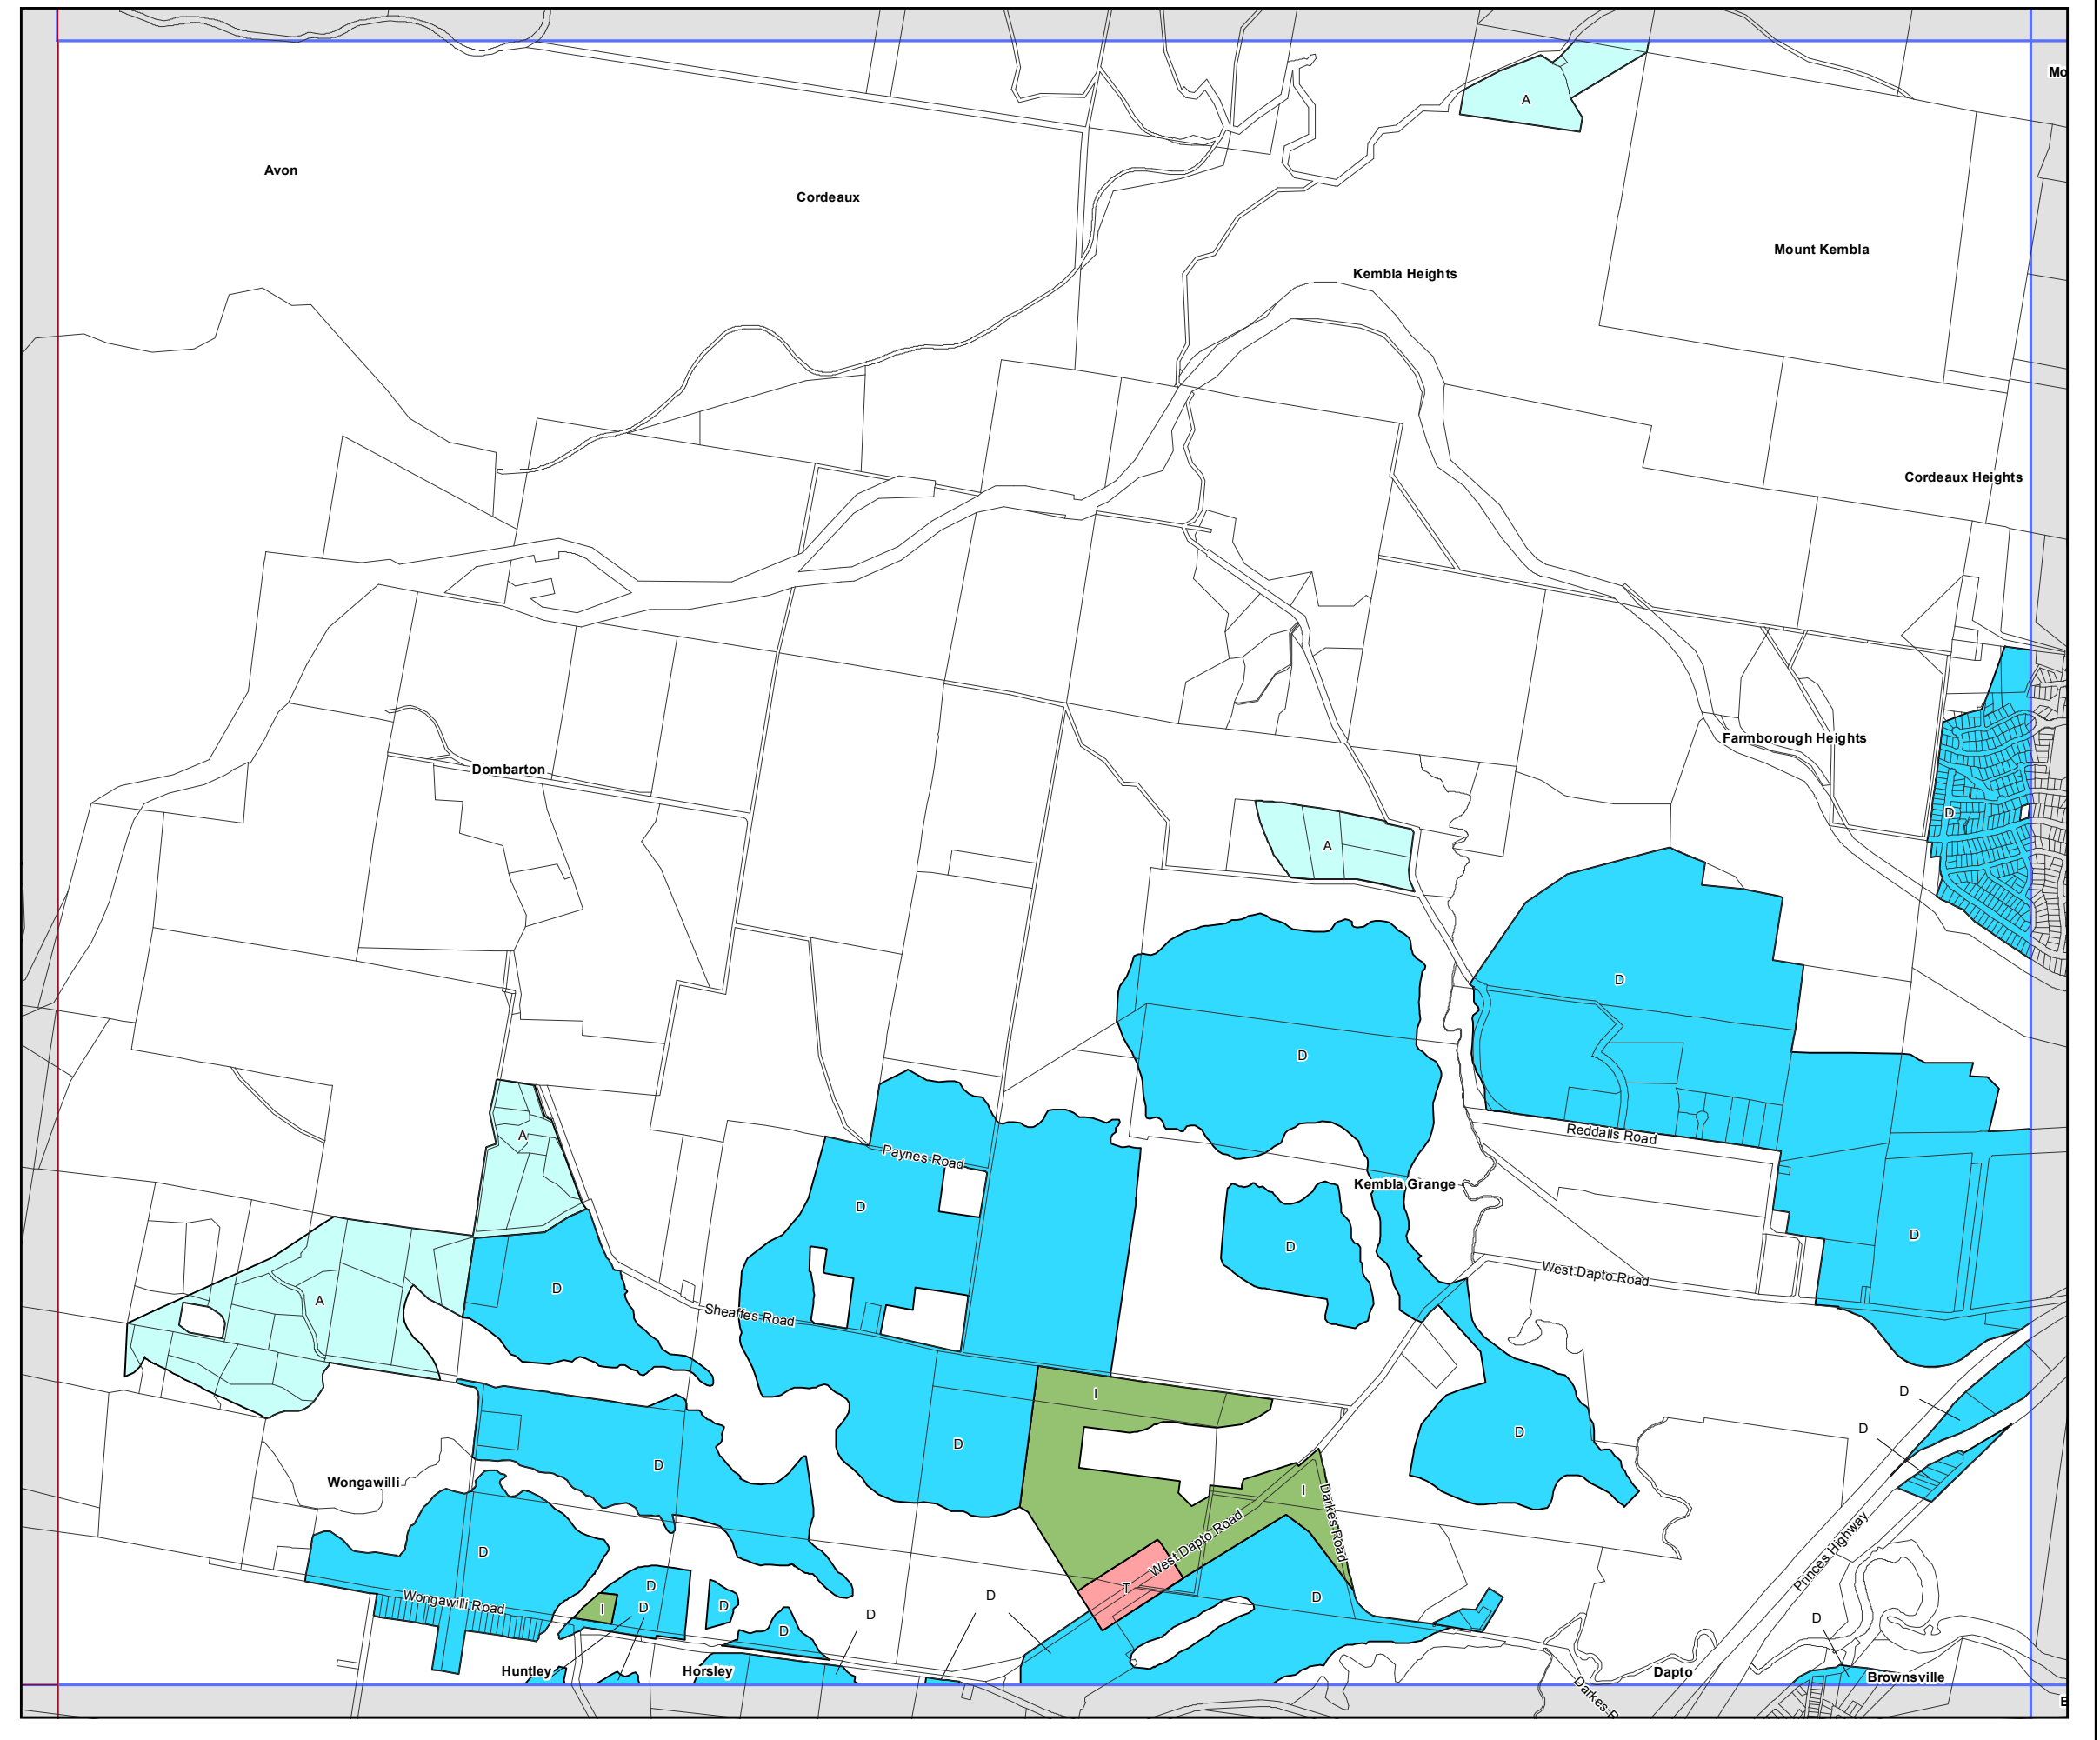 Mo
A
Avon
Cordeaux
Mount Kembla
Kembla Heights
Cordeaux Heights
Farmborough Heights
Dombarton
D
A
D
D
A
Reddalls Road
Paynes Road
Kembla Grange
D
D
D
West Dapto Road
D
A
Sheaffes Road
I
D
D
D
D
D
Wongawilli
I
Darkes Road
West Dapto Road
Princes Highway
D
D
T
D
D
Wongawilli Road
I
D
D
D
D
D
Huntley
Horsley
Dapto
Brownsville
Darkes R
E